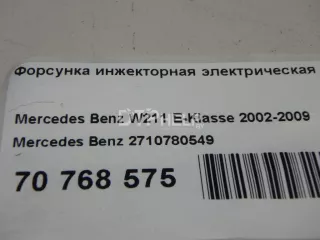 Форсунка инжекторная электрическая
Mercedes Benz W211 E-Klasse 2002-2009
Mercedes Benz 2710780549
70 768 575